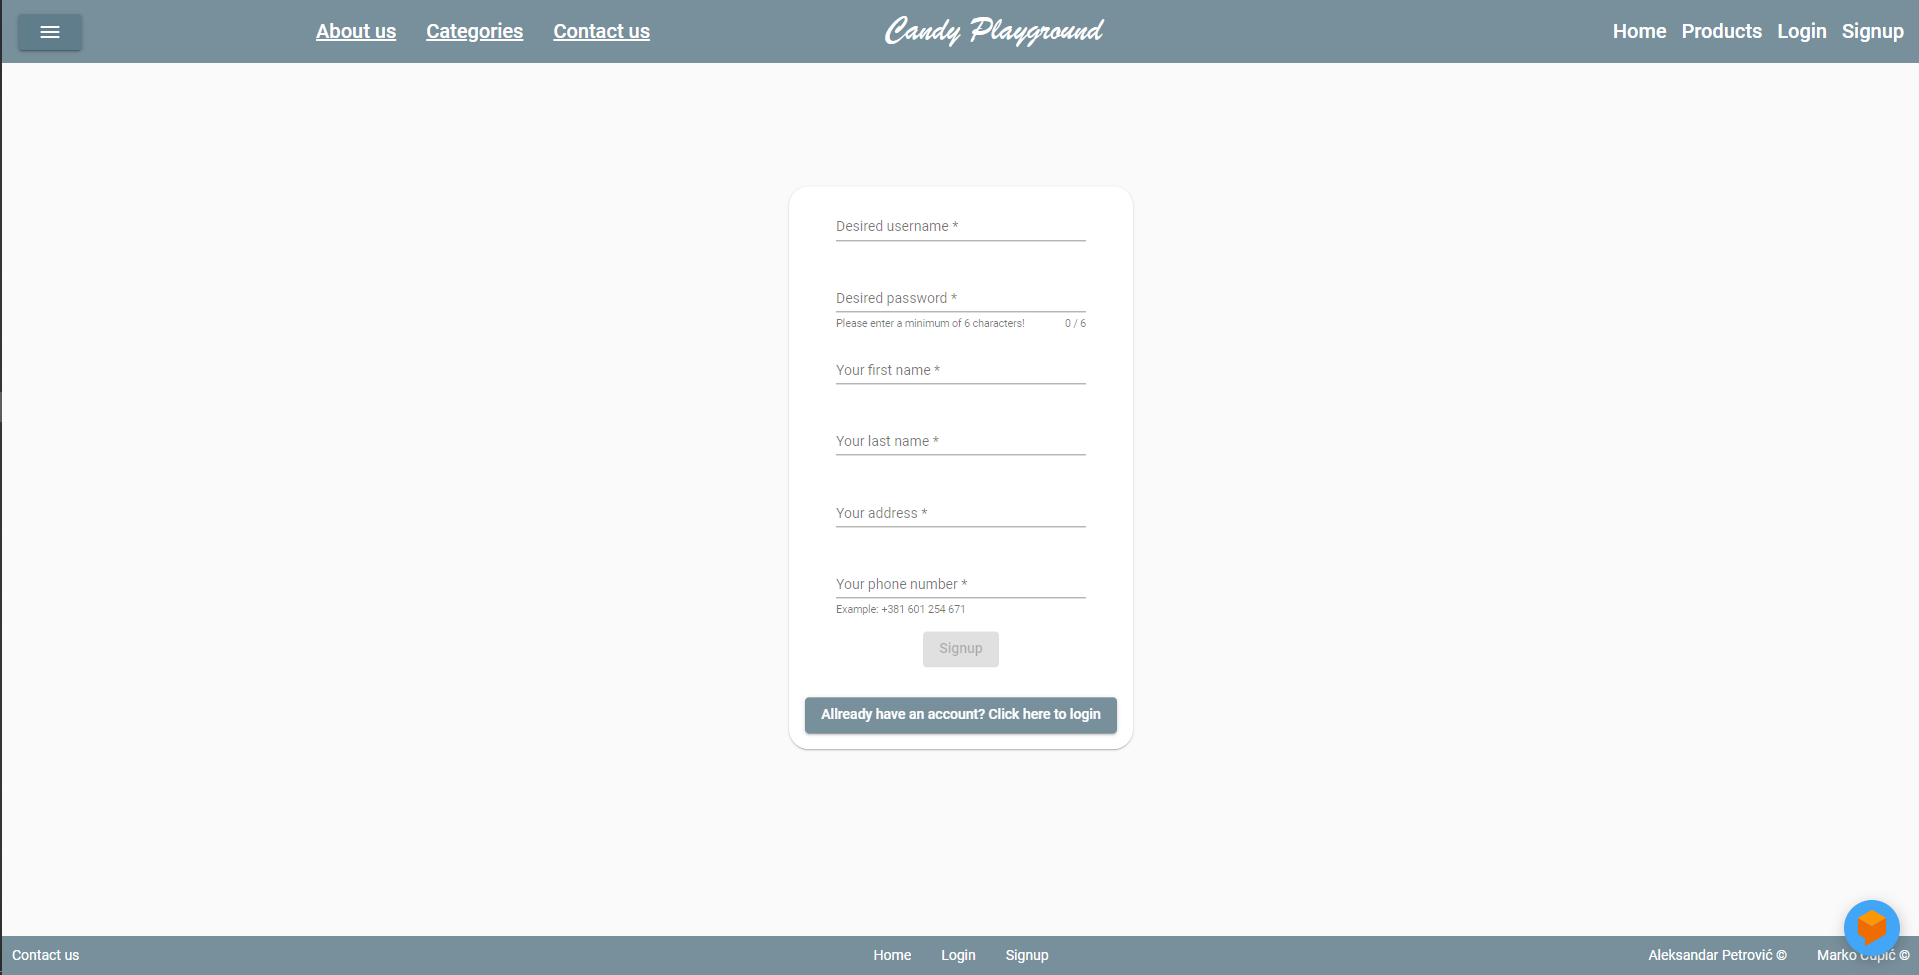 About us Categories Contact us Candy Playground Home Products Login Signup
Desired username *
Desired password *
Please enter a minimum of 6 characters! 0 / 6
Your first name *
Your last name *
Your address *
Your phone number *
Example: +381 601 254 671
Signup
Allready have an account? Click here to login
Contact us Home Login Signup Aleksandar Petrović © Marko Cupić ©